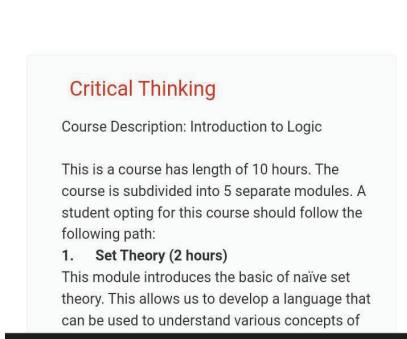 Critical Thinking
Course Description: Introduction to Logic
This is a course has length of 10 hours. The
course is subdivided into 5 separate modules. A
student opting for this course should follow the
following path:
1. Set Theory (2 hours)
This module introduces the basic of naïve set
theory. This allows us to develop a language that
can be used to understand various concepts of